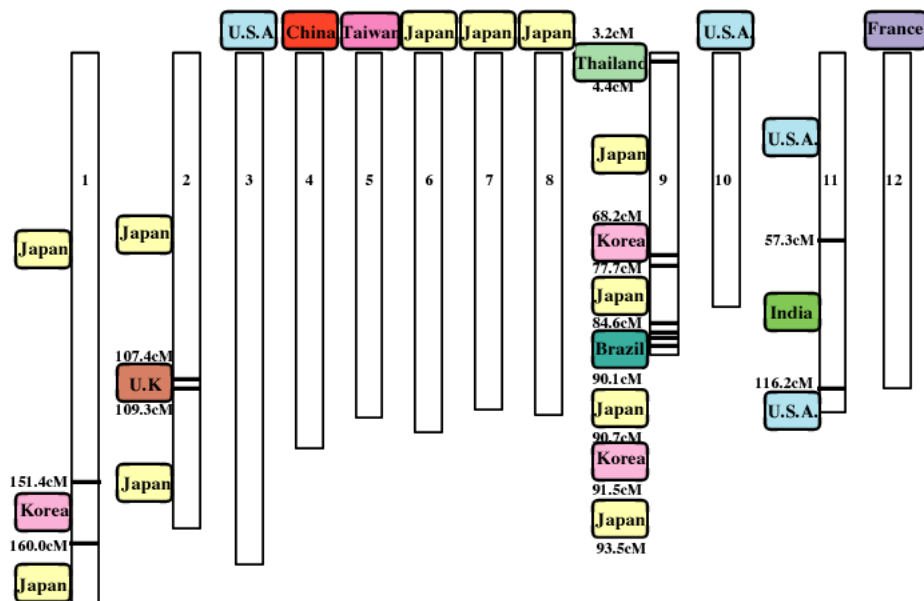 U.S.A
China
Taiwan
Japan
Japan
Japan
3.2cM
Thailand
4.4cM
U.S.A.
France
1
2
3
4
5
6
7
8
9
10
11
12
Japan
151.4cM
Korea
160.0cM
Japan
Japan
107.4cM
U.K
109.3cM
Japan
Japan
68.2cM
Korea
77.7cM
Japan
84.6cM
Brazil
90.1cM
Japan
90.7cM
Korea
91.5cM
Japan
93.5cM
U.S.A.
57.3cM
India
116.2cM
U.S.A.